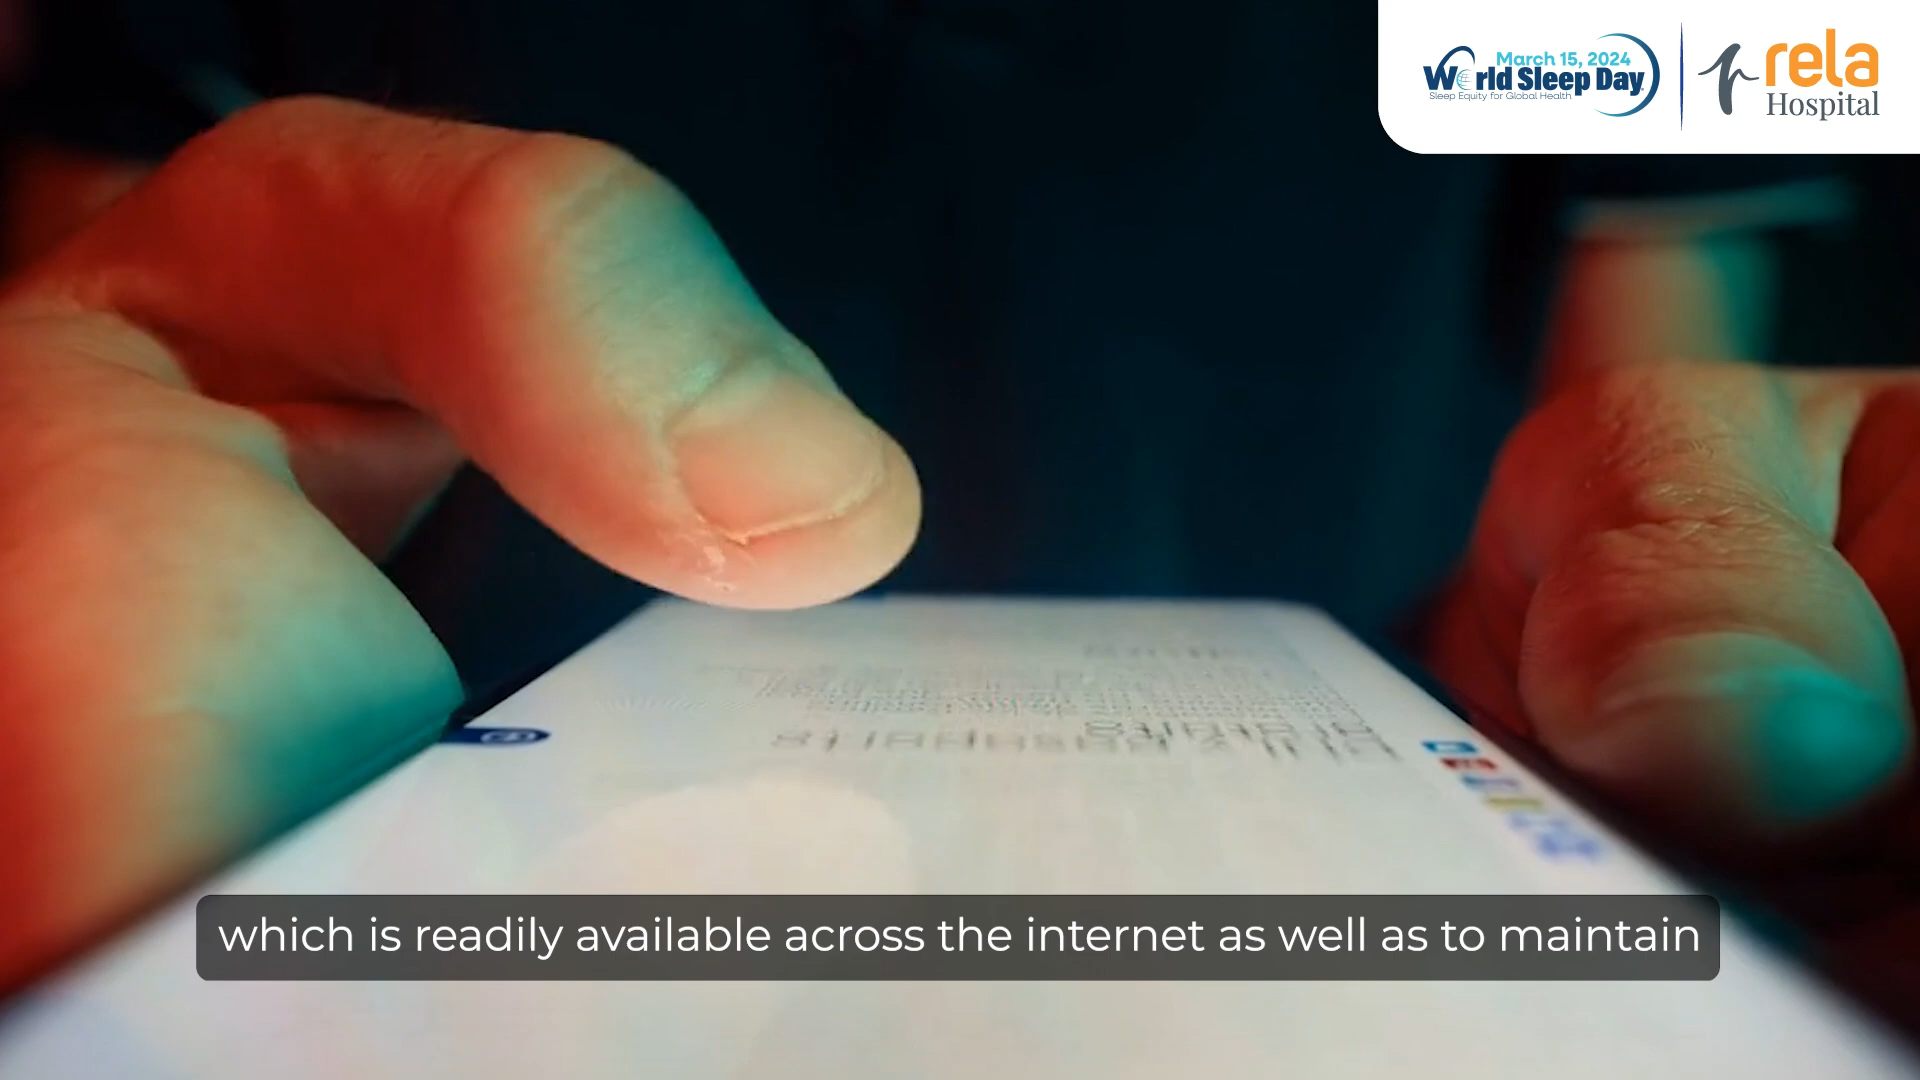 March 15, 2024
World Sleep Day
Sleep Equity for Global Health
rela
Hospital
which is readily available across the internet as well as to maintain